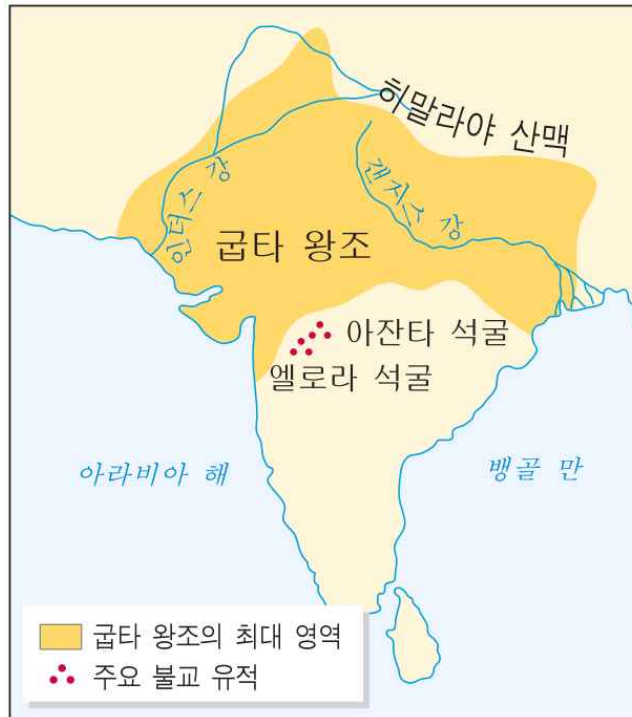 히말라야 산맥
인더스 강
갠지스 강
굽타 왕조
아잔타 석굴
엘로라 석굴
아라비아 해
뱅골 만
굽타 왕조의 최대 영역
주요 불교 유적